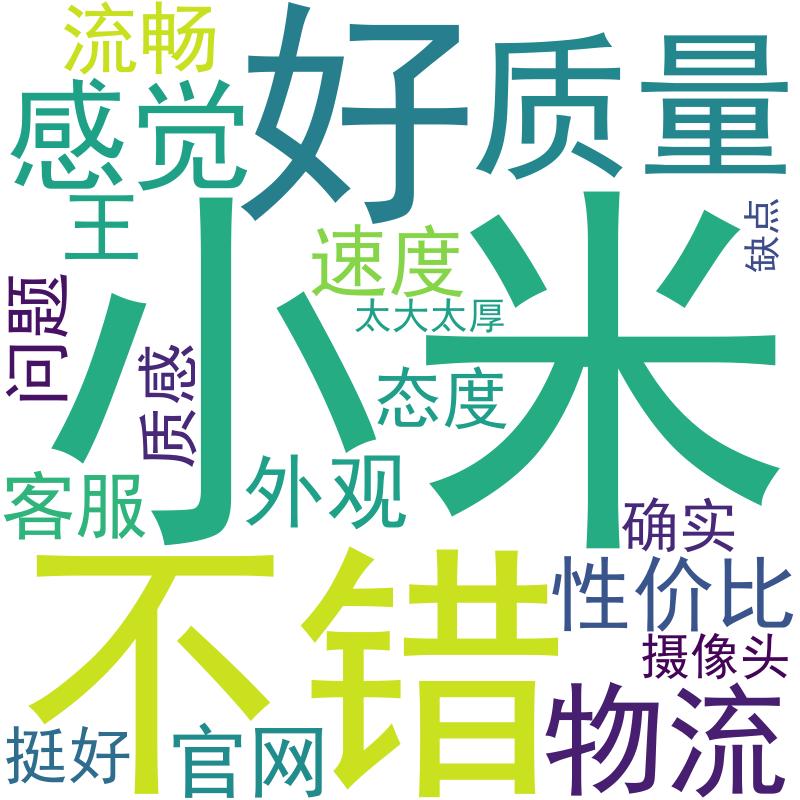 流畅
好
质量
感觉
王
速度
缺点
小米
问题
太大太厚
质感
态度
外观
客服
确实
不错
性价比
摄像头
物流
挺好
官网